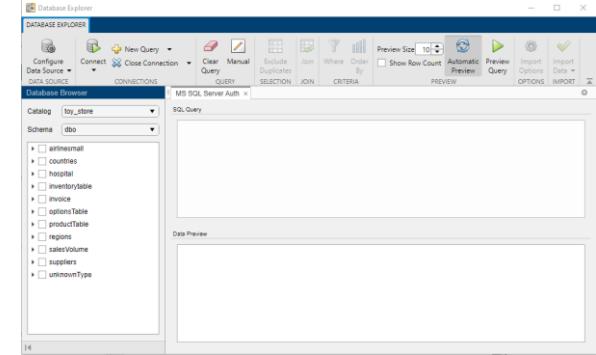 Database Explorer
DATABASE EXPLORER
Configure Data Source
Connect
New Query
Close Connection
Clear Query
Manual
Exclude Duplicates
Join
Where
Order By
Preview Size 10
Show Row Count
Automatic Preview
Preview Query
Import Options
Import Data
DATA SOURCE
CONNECTIONS
QUERY
SELECTION
JOIN
CRITERIA
PREVIEW
OPTIONS
IMPORT
Database Browser
MS SQL Server Auth ×
Catalog toy_store
Schema dbo
airlinesmall
countries
hospital
inventorytable
invoice
optionsTable
productTable
regions
salesVolume
suppliers
unknownType
SQL Query
Data Preview